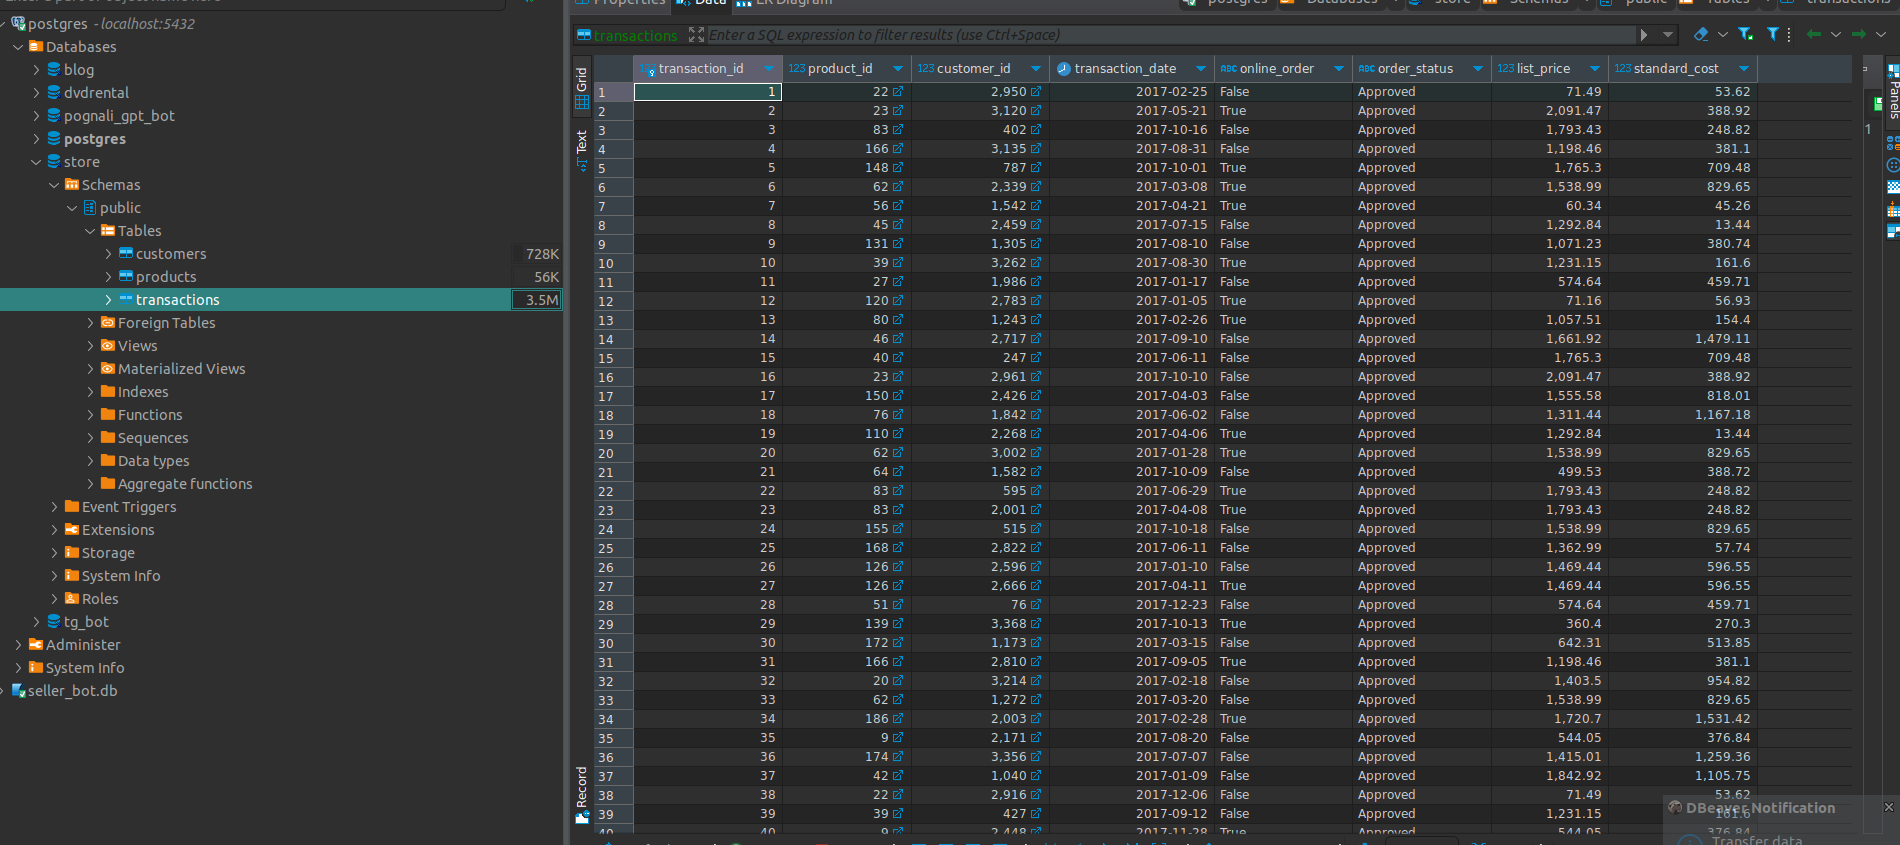 postgres - localhost:5432
Databases
blog
dvdrental
pognali_gpt_bot
postgres
store
Schemas
public
Tables
customers 728K
products 56K
transactions 3.5M
Foreign Tables
Views
Materialized Views
Indexes
Functions
Sequences
Data types
Aggregate functions
Event Triggers
Extensions
Storage
System Info
Roles
tg_bot
Administer
System Info
seller_bot.db
Properties Data ER Diagram postgres Databases store Schemas public Tables transactions
transactions Enter a SQL expression to filter results (use Ctrl+Space)
Grid
Text
Record
Panels
123 transaction_id 123 product_id 123 customer_id transaction_date ABC online_order ABC order_status 123 list_price 123 standard_cost
1 1 22 2,950 2017-02-25 False Approved 71.49 53.62
2 2 23 3,120 2017-05-21 True Approved 2,091.47 388.92
3 3 83 402 2017-10-16 False Approved 1,793.43 248.82 1
4 4 166 3,135 2017-08-31 False Approved 1,198.46 381.1
5 5 148 787 2017-10-01 True Approved 1,765.3 709.48
6 6 62 2,339 2017-03-08 True Approved 1,538.99 829.65
7 7 56 1,542 2017-04-21 True Approved 60.34 45.26
8 8 45 2,459 2017-07-15 False Approved 1,292.84 13.44
9 9 131 1,305 2017-08-10 False Approved 1,071.23 380.74
10 10 39 3,262 2017-08-30 True Approved 1,231.15 161.6
11 11 27 1,986 2017-01-17 False Approved 574.64 459.71
12 12 120 2,783 2017-01-05 True Approved 71.16 56.93
13 13 80 1,243 2017-02-26 True Approved 1,057.51 154.4
14 14 46 2,717 2017-09-10 False Approved 1,661.92 1,479.11
15 15 40 247 2017-06-11 False Approved 1,765.3 709.48
16 16 23 2,961 2017-10-10 False Approved 2,091.47 388.92
17 17 150 2,426 2017-04-03 False Approved 1,555.58 818.01
18 18 76 1,842 2017-06-02 False Approved 1,311.44 1,167.18
19 19 110 2,268 2017-04-06 True Approved 1,292.84 13.44
20 20 62 3,002 2017-01-28 True Approved 1,538.99 829.65
21 21 64 1,582 2017-10-09 False Approved 499.53 388.72
22 22 83 595 2017-06-29 True Approved 1,793.43 248.82
23 23 83 2,001 2017-04-08 True Approved 1,793.43 248.82
24 24 155 515 2017-10-18 False Approved 1,538.99 829.65
25 25 168 2,822 2017-06-11 False Approved 1,362.99 57.74
26 26 126 2,596 2017-01-10 False Approved 1,469.44 596.55
27 27 126 2,666 2017-04-11 True Approved 1,469.44 596.55
28 28 51 76 2017-12-23 False Approved 574.64 459.71
29 29 139 3,368 2017-10-13 True Approved 360.4 270.3
30 30 172 1,173 2017-03-15 False Approved 642.31 513.85
31 31 166 2,810 2017-09-05 True Approved 1,198.46 381.1
32 32 20 3,214 2017-02-18 False Approved 1,403.5 954.82
33 33 62 1,272 2017-03-20 False Approved 1,538.99 829.65
34 34 186 2,003 2017-02-28 True Approved 1,720.7 1,531.42
35 35 9 2,171 2017-08-20 False Approved 544.05 376.84
36 36 174 3,356 2017-07-07 False Approved 1,415.01 1,259.36
37 37 42 1,040 2017-01-09 False Approved 1,842.92 1,105.75
38 38 22 2,916 2017-12-06 False Approved 71.49 53.62
39 39 39 427 2017-09-12 False Approved 1,231.15 161.6
40 40 9 2,448 2017-11-28 True Approved 544.05 376.84
DBeaver Notification
Transfer data